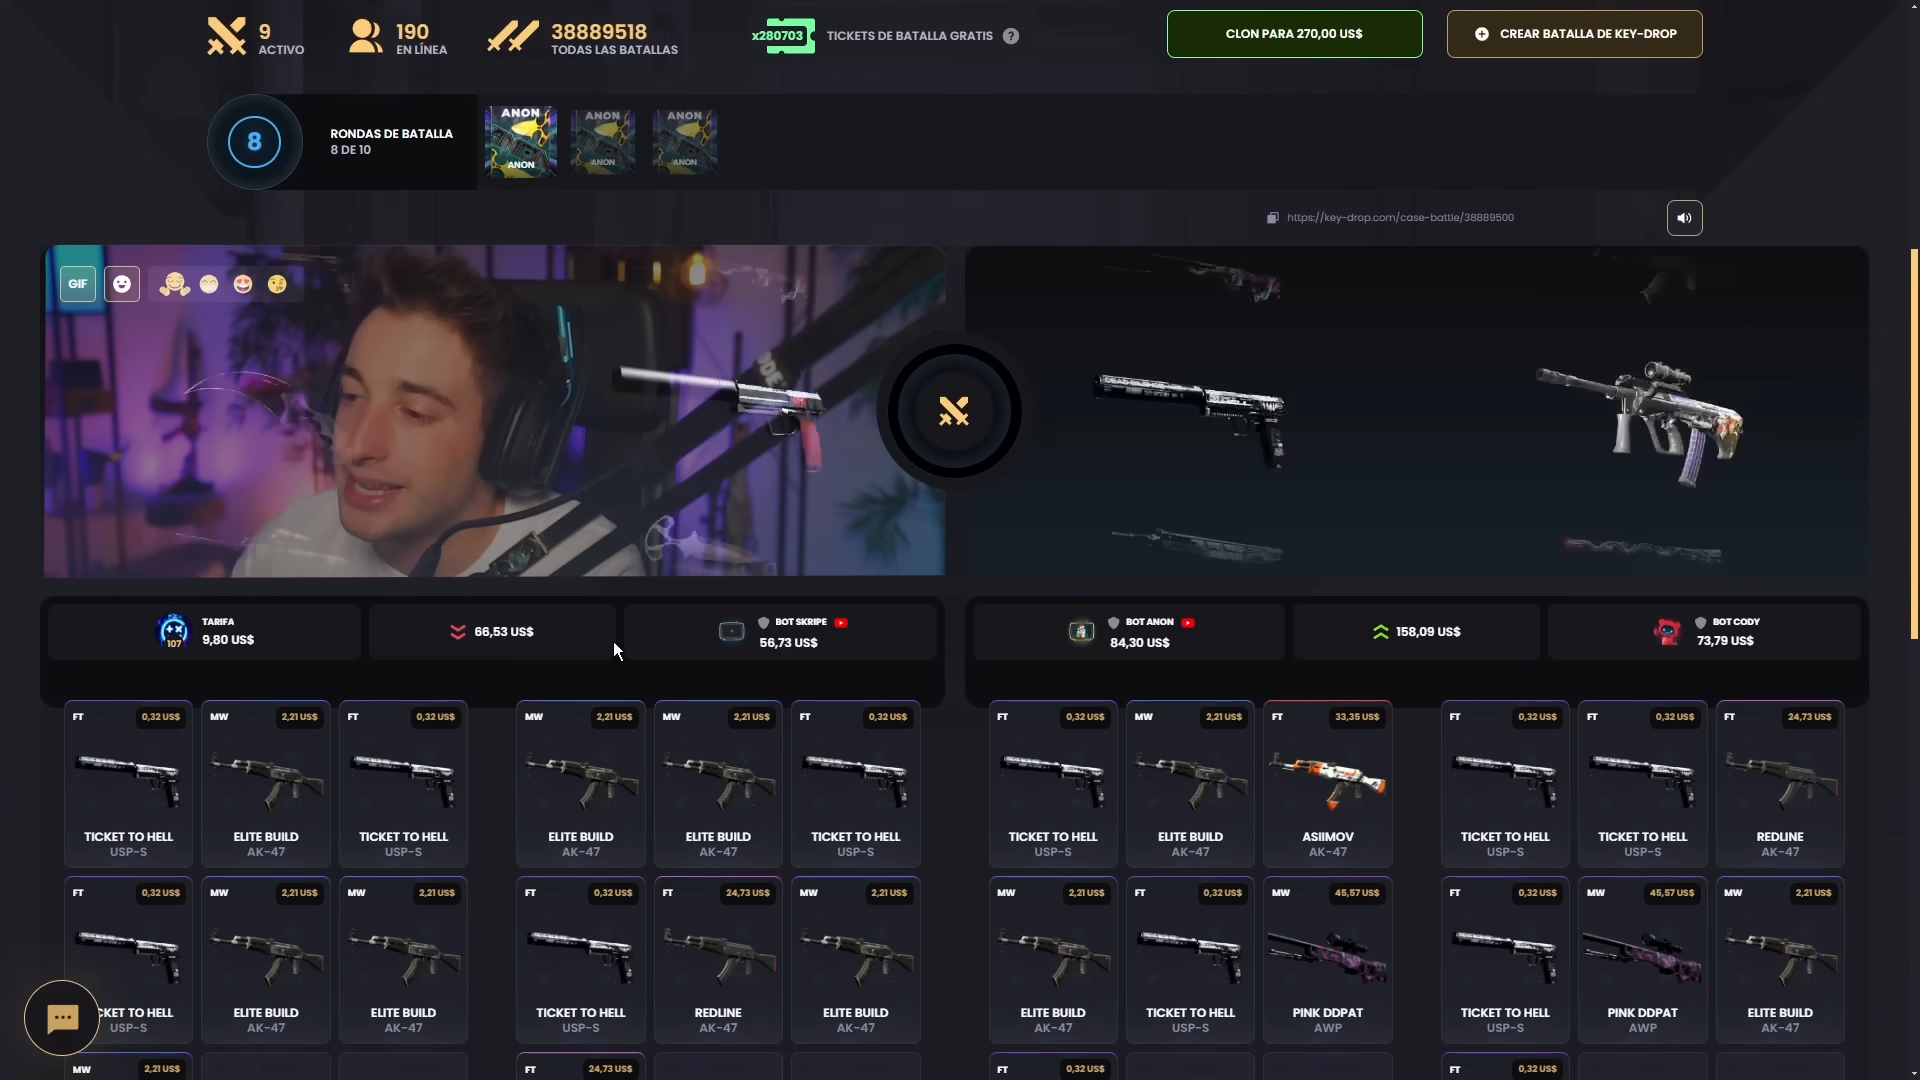 9
ACTIVO
190
EN LÍNEA
38889518
TODAS LAS BATALLAS
x280703
TICKETS DE BATALLA GRATIS
?
CLON PARA 270,00 US$
CREAR BATALLA DE KEY-DROP
8
RONDAS DE BATALLA
8 DE 10
ANON
ANON
ANON
ANON
ANON
ANON
https://key-drop.com/case-battle/38889500
GIF
TARIFA
107
9,80 US$
66,53 US$
BOT SKRIPE
56,73 US$
BOT ANON
84,30 US$
158,09 US$
BOT CODY
73,79 US$
FT 0,32 US$
TICKET TO HELL
USP-S
MW 2,21 US$
ELITE BUILD
AK-47
FT 0,32 US$
TICKET TO HELL
USP-S
MW 2,21 US$
ELITE BUILD
AK-47
MW 2,21 US$
ELITE BUILD
AK-47
FT 0,32 US$
TICKET TO HELL
USP-S
FT 0,32 US$
TICKET TO HELL
USP-S
MW 2,21 US$
ELITE BUILD
AK-47
FT 33,35 US$
ASIIMOV
AK-47
FT 0,32 US$
TICKET TO HELL
USP-S
FT 0,32 US$
TICKET TO HELL
USP-S
FT 24,73 US$
REDLINE
AK-47
FT 0,32 US$
CKET TO HELL
USP-S
MW 2,21 US$
ELITE BUILD
AK-47
MW 2,21 US$
ELITE BUILD
AK-47
FT 0,32 US$
TICKET TO HELL
USP-S
FT 24,73 US$
REDLINE
AK-47
MW 2,21 US$
ELITE BUILD
AK-47
MW 2,21 US$
ELITE BUILD
AK-47
FT 0,32 US$
TICKET TO HELL
USP-S
MW 45,57 US$
PINK DDPAT
AWP
FT 0,32 US$
TICKET TO HELL
USP-S
MW 45,57 US$
PINK DDPAT
AWP
MW 2,21 US$
ELITE BUILD
AK-47
MW 2,21 US$
FT 24,73 US$
FT 0,32 US$
FT 0,32 US$